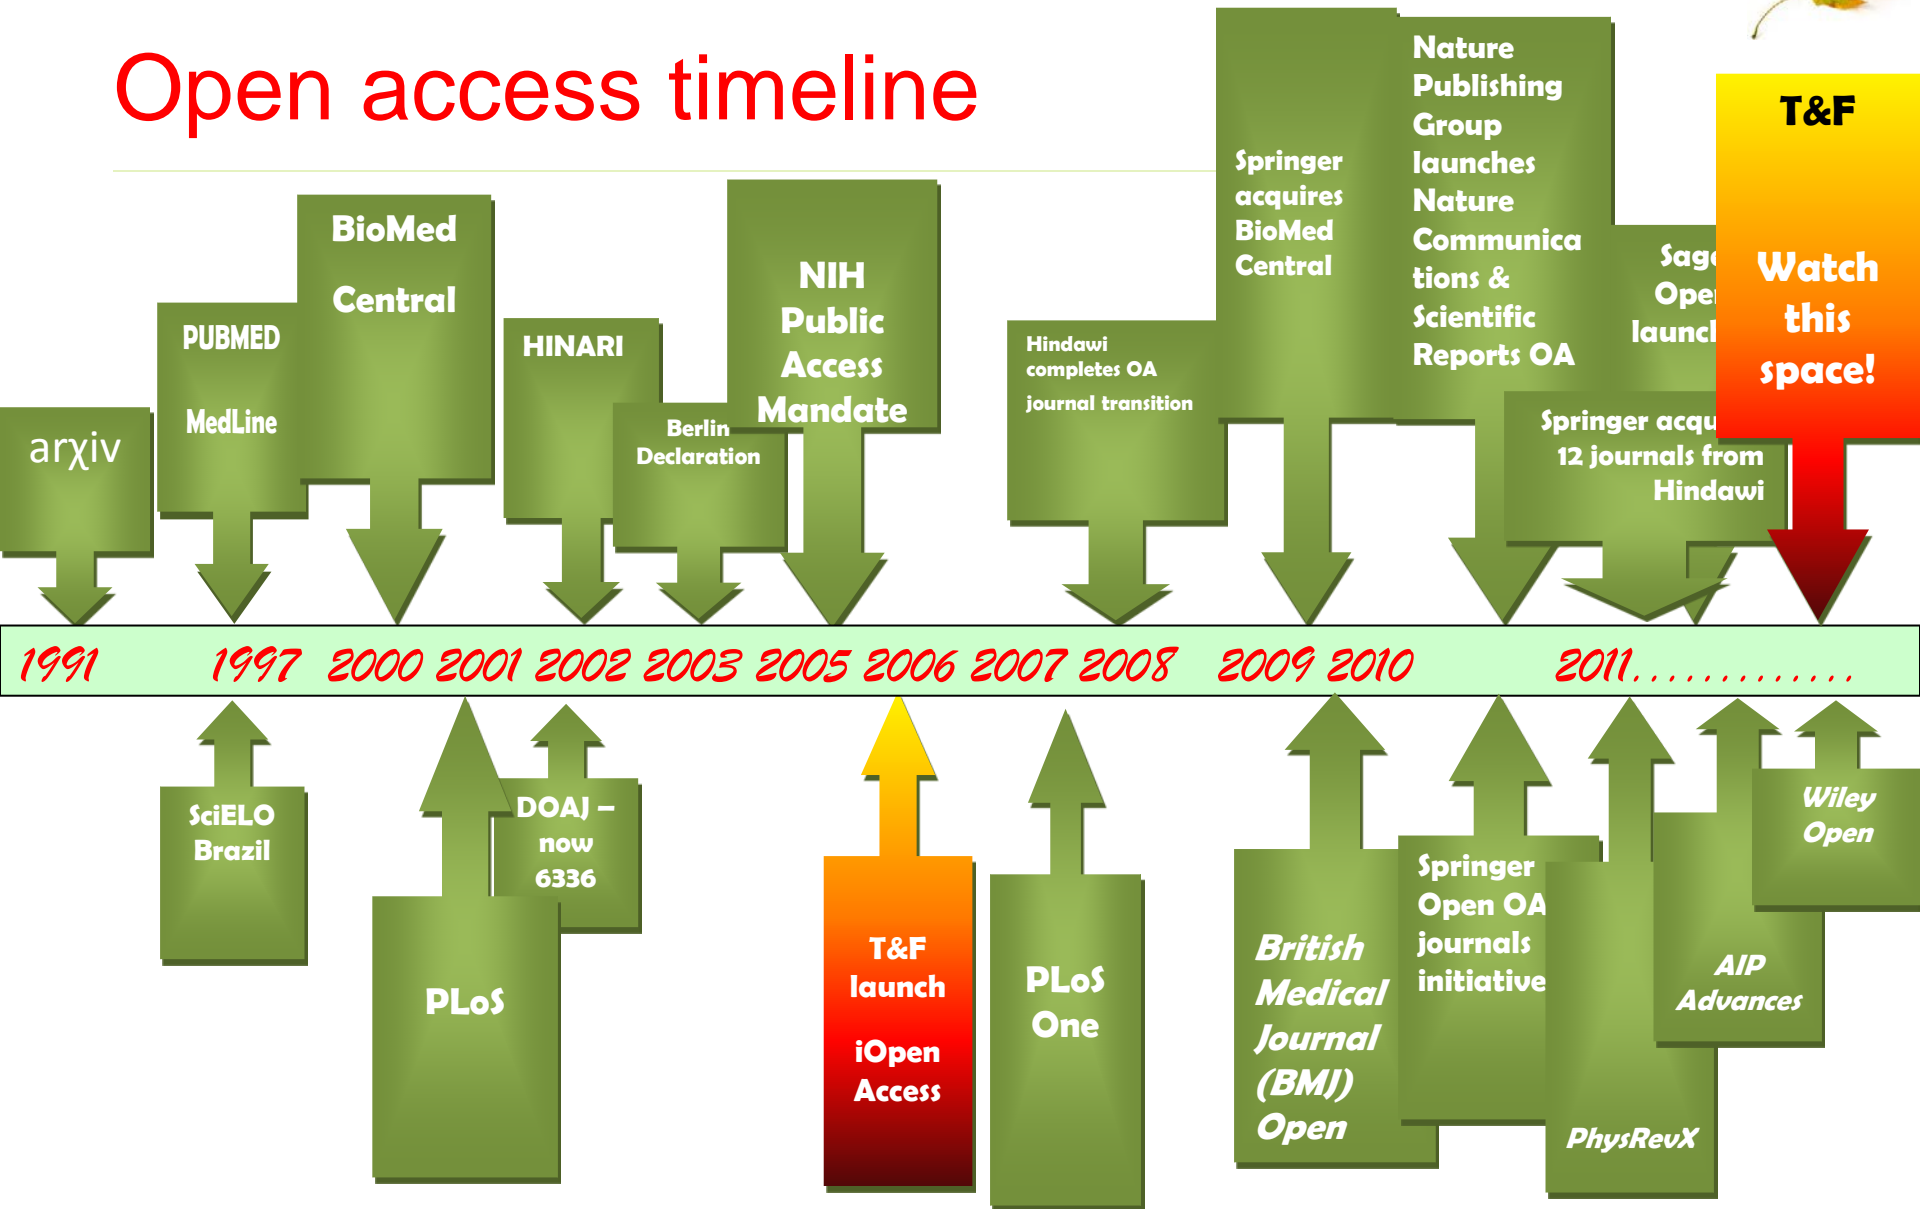 Open access timeline
arχiv
PUBMED
MedLine
BioMed
Central
HINARI
Berlin
Declaration
NIH
Public
Access
Mandate
Hindawi
completes OA
journal transition
Springer
acquires
BioMed
Central
Nature
Publishing
Group
launches
Nature
Communica
tions &
Scientific
Reports OA
Springer
12 journals from
Hindawi
T&F
Watch
this
space!
1991 1997 2000 2001 2002 2003 2005 2006 2007 2008 2009 2010 2011.............
SciELO
Brazil
PLoS
DOAJ –
now
6336
T&F
launch
iOpen
Access
PLoS
One
British
Medical
Journal
(BMJ)
Open
Springer
Open OA
journals
initiative
PhysRevX
AIP
Advances
Wiley
Open